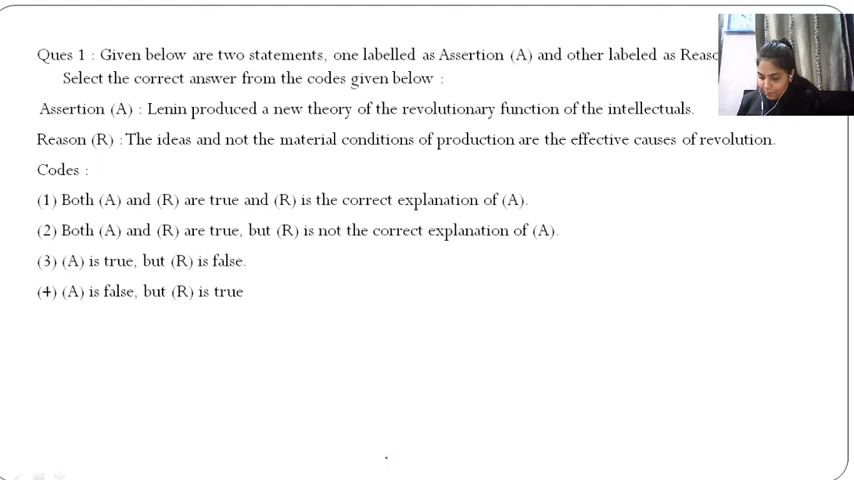 Ques 1 : Given below are two statements, one labelled as Assertion (A) and other labeled as Reaso
Select the correct answer from the codes given below :
Assertion (A) : Lenin produced a new theory of the revolutionary function of the intellectuals.
Reason (R) : The ideas and not the material conditions of production are the effective causes of revolution.
Codes :
(1) Both (A) and (R) are true and (R) is the correct explanation of (A).
(2) Both (A) and (R) are true, but (R) is not the correct explanation of (A).
(3) (A) is true, but (R) is false.
(4) (A) is false, but (R) is true